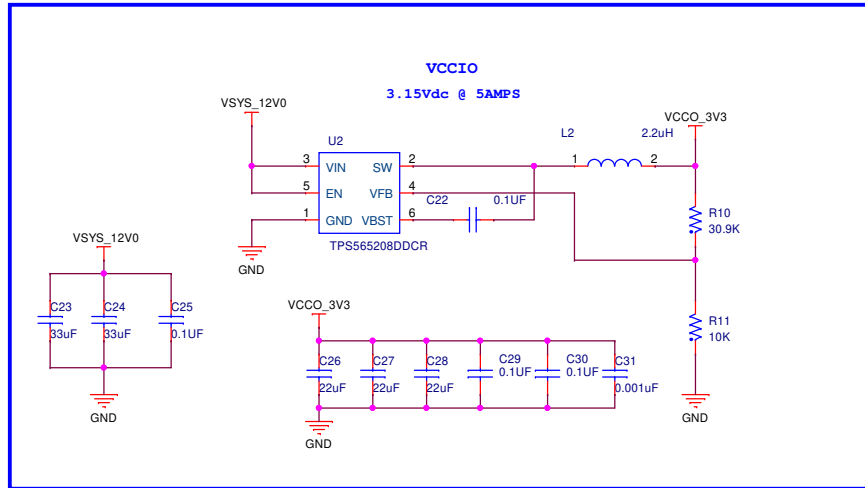 VCCIO
3.15Vdc @ 5AMPS
VSYS_12V0
VCCO_3V3
U2
L2
2.2uH
3
VIN
SW
2
1
2
5
EN
VFB
4
C22
0.1UF
1
GND
VBST
6
TPS565208DDCR
GND
R10
30.9K
VSYS_12V0
C23
33uF
C24
33uF
C25
0.1UF
GND
VCCO_3V3
C26
22uF
C27
22uF
C28
22uF
C29
0.1UF
C30
0.1UF
C31
0.001uF
GND
R11
10K
GND